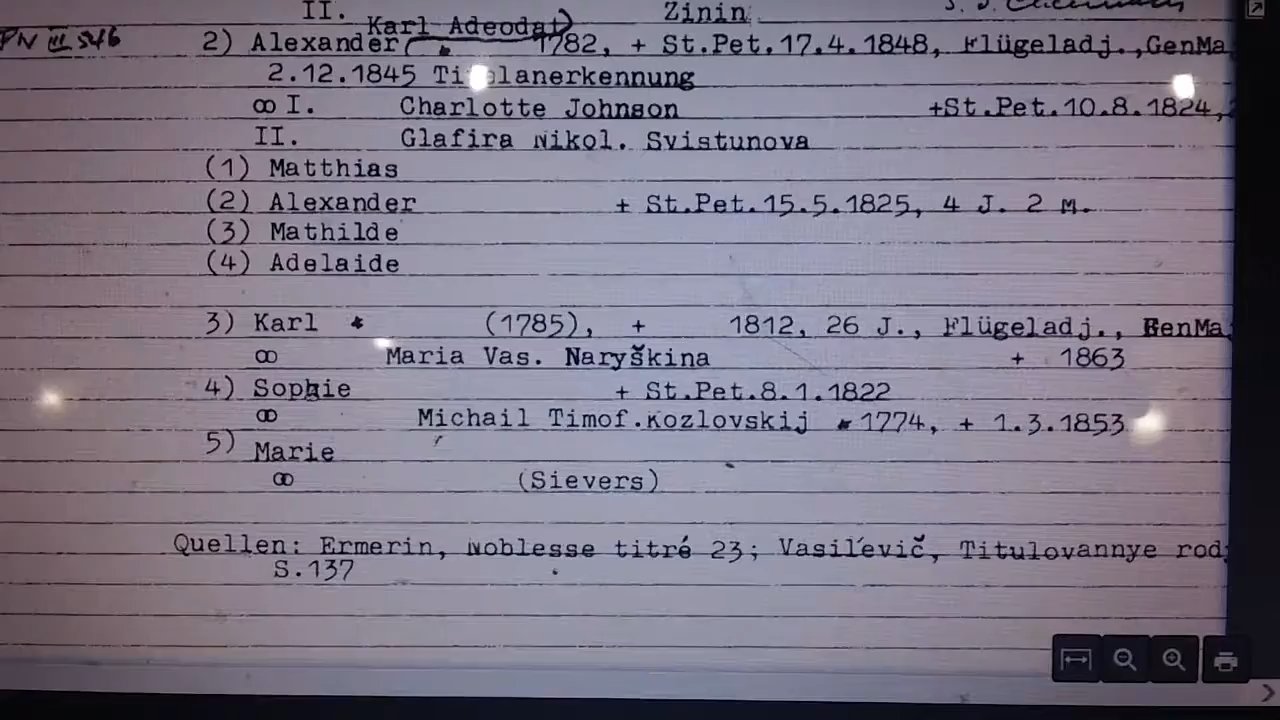 II. Zinin
Karl Adeodat)
PN III 546 2) Alexander( * 1782, + St.Pet.17.4.1848, Flügeladj.,GenMa
2.12.1845 Titulanerkennung
∞ I. Charlotte Johnson +St.Pet.10.8.1824,
II. Glafira Nikol. Svistunova
(1) Matthias
(2) Alexander + St.Pet.15.5.1825, 4 J. 2 M.
(3) Mathilde
(4) Adelaide
3) Karl * (1785), + 1812, 26 J., Flügeladj., GenMa
∞ Maria Vas. Naryškina + 1863
4) Sophie + St.Pet.8.1.1822
∞ Michail Timof.Kozlovskij * 1774, + 1.3.1853
5) Marie
∞ (Sievers)
Quellen: Ermerin, Noblesse titré 23; Vasil'evič, Titulovannye rod
S.137